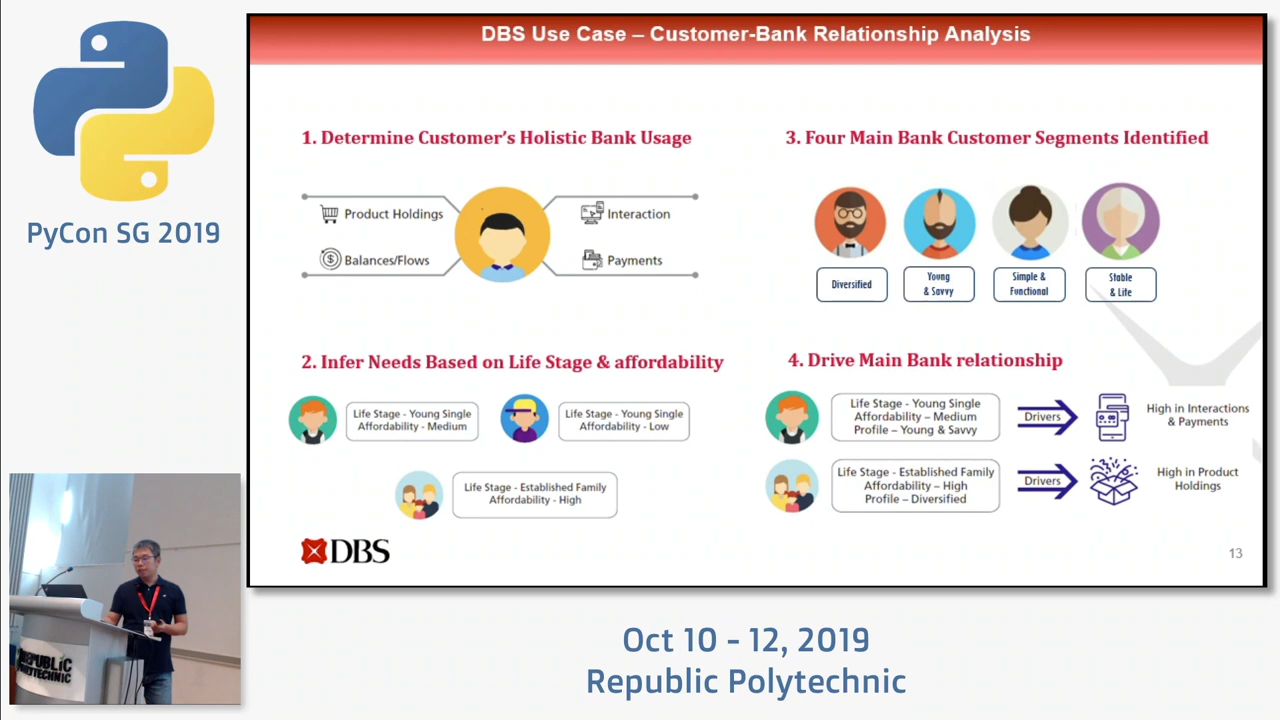 PyCon SG 2019
DBS Use Case – Customer-Bank Relationship Analysis
1. Determine Customer's Holistic Bank Usage
Product Holdings
Balances/Flows
Interaction
Payments
2. Infer Needs Based on Life Stage & affordability
Life Stage - Young Single
Affordability - Medium
Life Stage - Young Single
Affordability - Low
Life Stage - Established Family
Affordability - High
3. Four Main Bank Customer Segments Identified
Diversified
Young
& Savvy
Simple &
Functional
Stable
& Life
4. Drive Main Bank relationship
Life Stage - Young Single
Affordability – Medium
Profile – Young & Savvy
Drivers
High in Interactions
& Payments
Life Stage - Established Family
Affordability – High
Profile – Diversified
Drivers
High in Product
Holdings
DBS
13
REPUBLIC
POLYTECHNIC
Oct 10 - 12, 2019
Republic Polytechnic